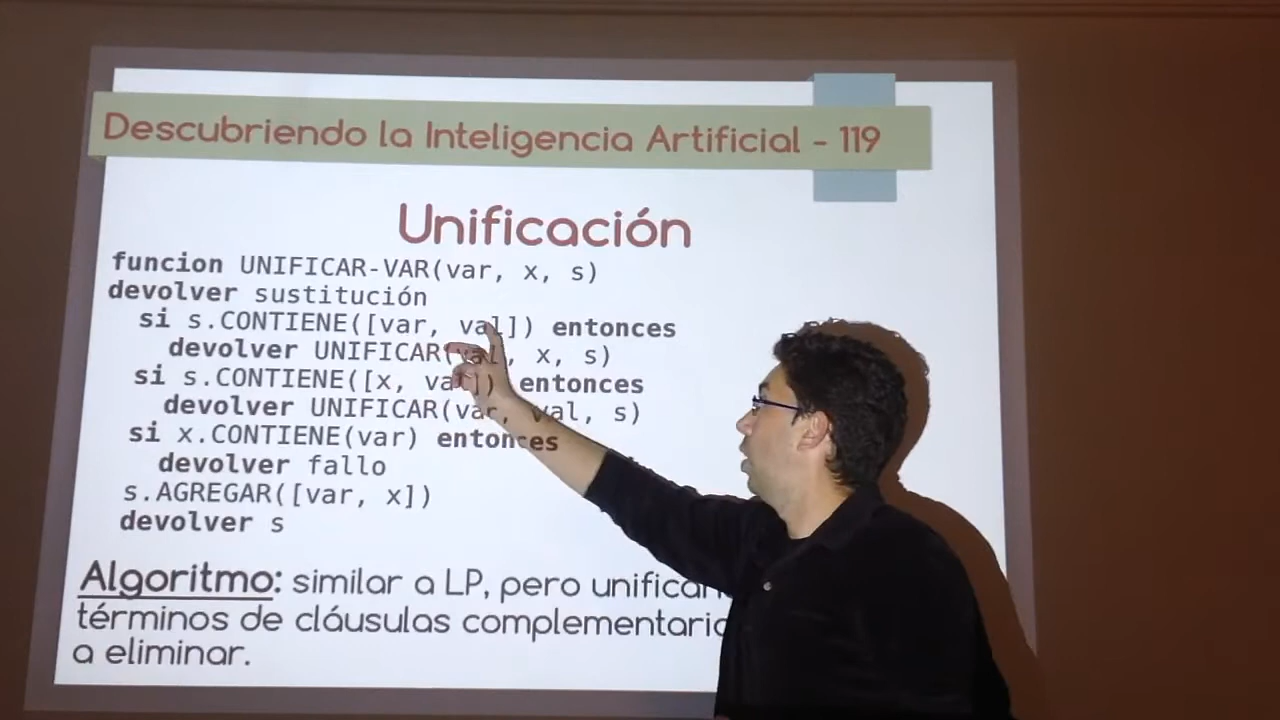 Descubriendo la Inteligencia Artificial - 119
Unificación
funcion UNIFICAR-VAR(var, x, s)
devolver sustitución
si s.CONTIENE([var, val]) entonces
devolver UNIFICAR(val, x, s)
si s.CONTIENE([x, val]) entonces
devolver UNIFICAR(var, val, s)
si x.CONTIENE(var) entonces
devolver fallo
s.AGREGAR([var, x])
devolver s
Algoritmo: similar a LP, pero
términos de cláusulas
a eliminar.